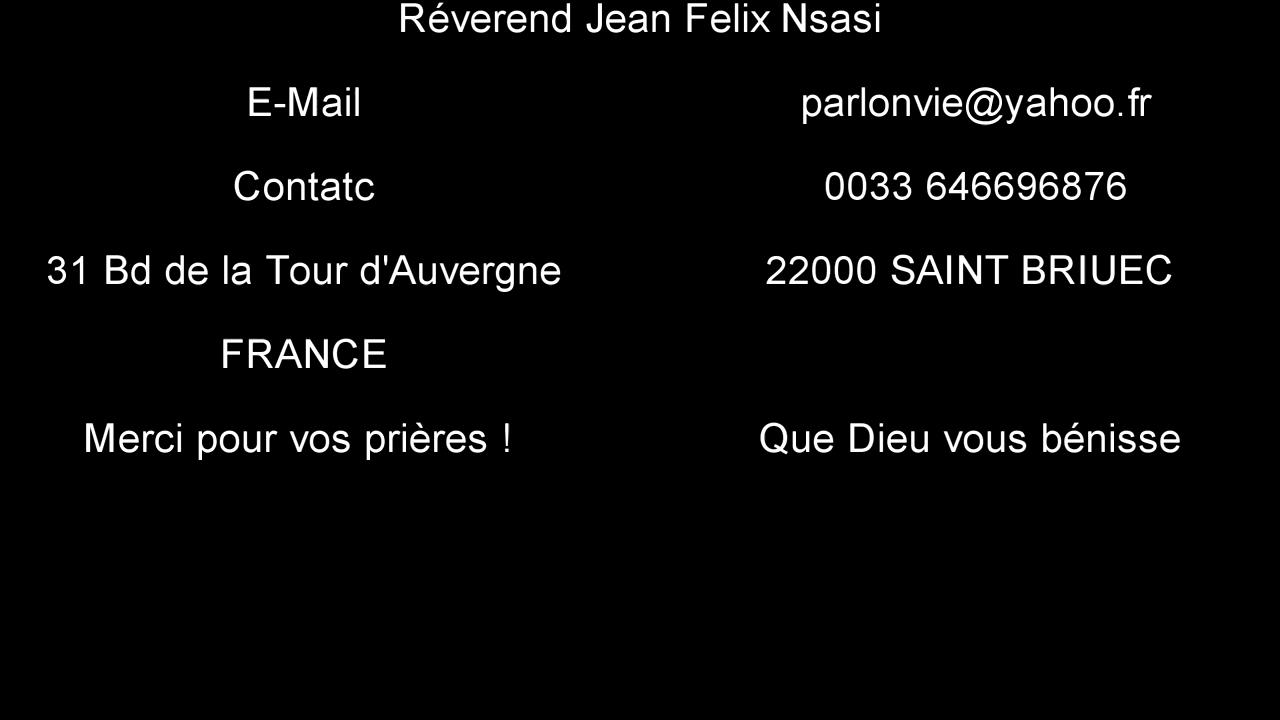 Réverend Jean Felix Nsasi
E-Mail parlonvie@yahoo.fr
Contatc 0033 646696876
31 Bd de la Tour d'Auvergne 22000 SAINT BRIUEC
FRANCE
Merci pour vos prières ! Que Dieu vous bénisse